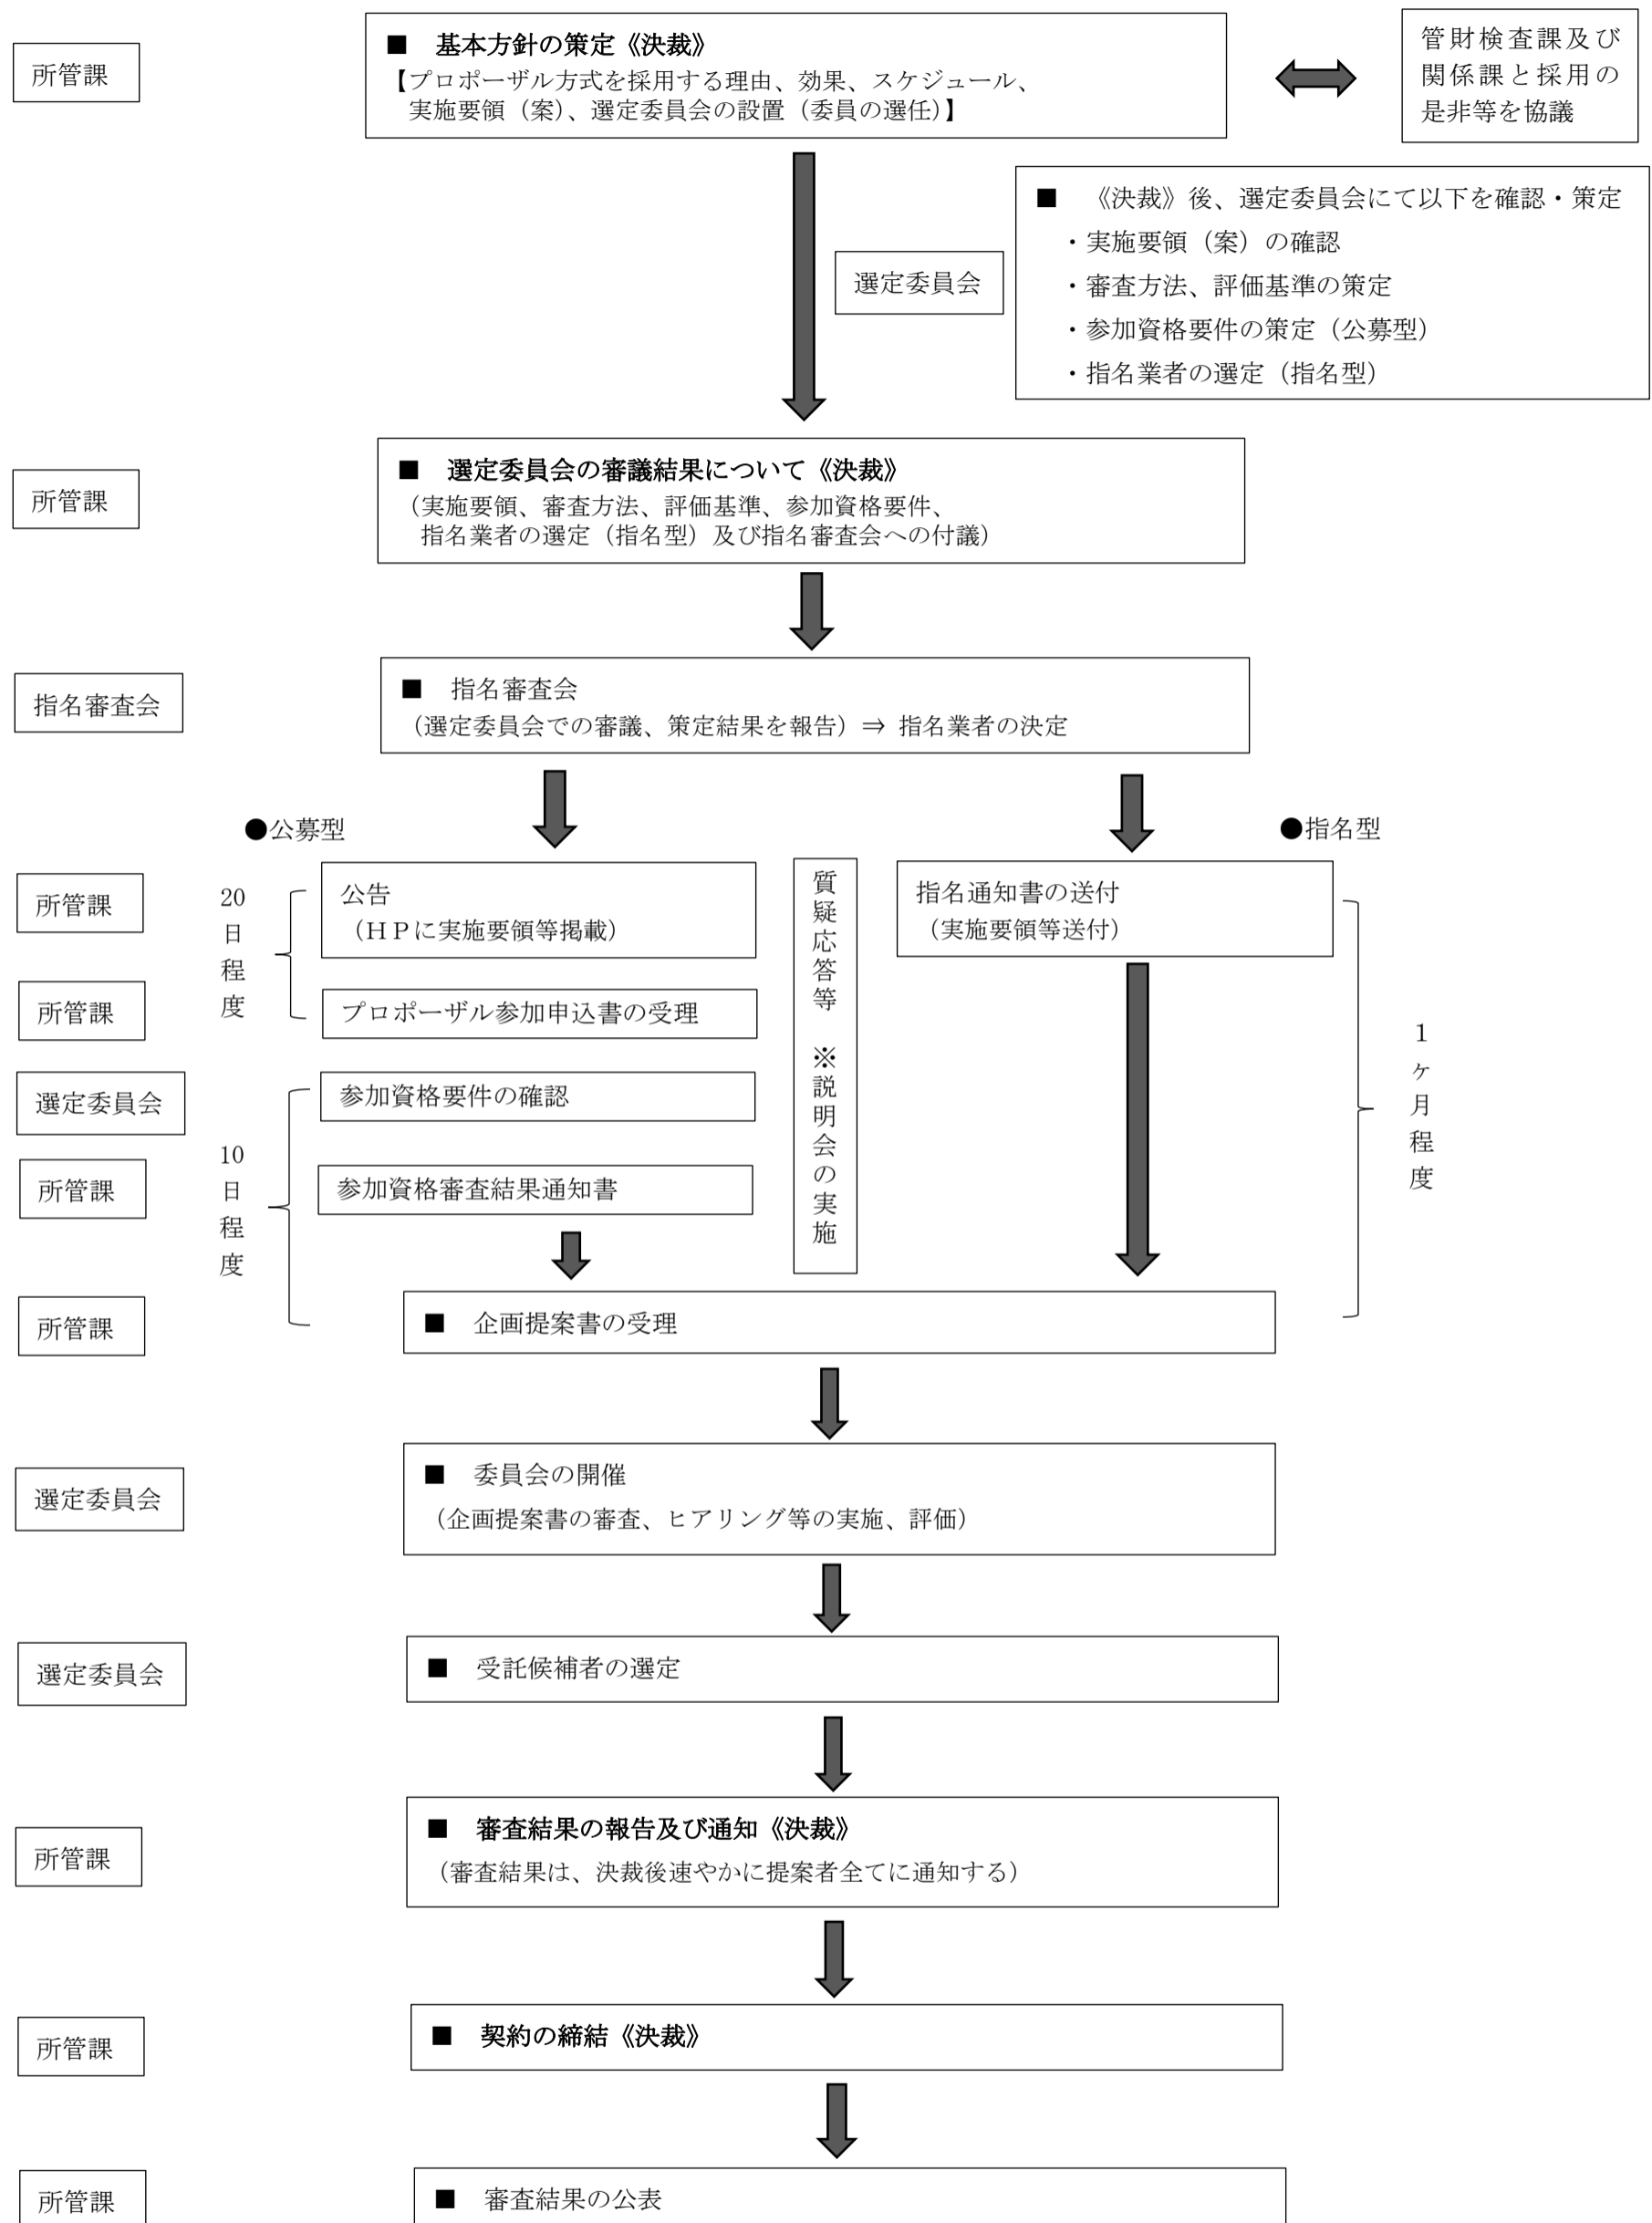 所管課
■　基本方針の策定《決裁》
【プロポーザル方式を採用する理由、効果、スケジュール、
実施要領（案）、選定委員会の設置（委員の選任）】
管財検査課及び
関係課と採用の
是非等を協議
選定委員会
■　《決裁》後、選定委員会にて以下を確認・策定
・実施要領（案）の確認
・審査方法、評価基準の策定
・参加資格要件の策定（公募型）
・指名業者の選定（指名型）
所管課
■　選定委員会の審議結果について《決裁》
（実施要領、審査方法、評価基準、参加資格要件、
指名業者の選定（指名型）及び指名審査会への付議）
指名審査会
■　指名審査会
（選定委員会での審議、策定結果を報告）⇒ 指名業者の決定
●公募型
●指名型
所管課
20日程度
公告
（ＨＰに実施要領等掲載）
質疑応答等　※説明会の実施
指名通知書の送付
（実施要領等送付）
所管課
プロポーザル参加申込書の受理
1ヶ月程度
選定委員会
参加資格要件の確認
10日程度
所管課
参加資格審査結果通知書
所管課
■　企画提案書の受理
選定委員会
■　委員会の開催
（企画提案書の審査、ヒアリング等の実施、評価）
選定委員会
■　受託候補者の選定
所管課
■　審査結果の報告及び通知《決裁》
（審査結果は、決裁後速やかに提案者全てに通知する）
所管課
■　契約の締結《決裁》
所管課
■　審査結果の公表